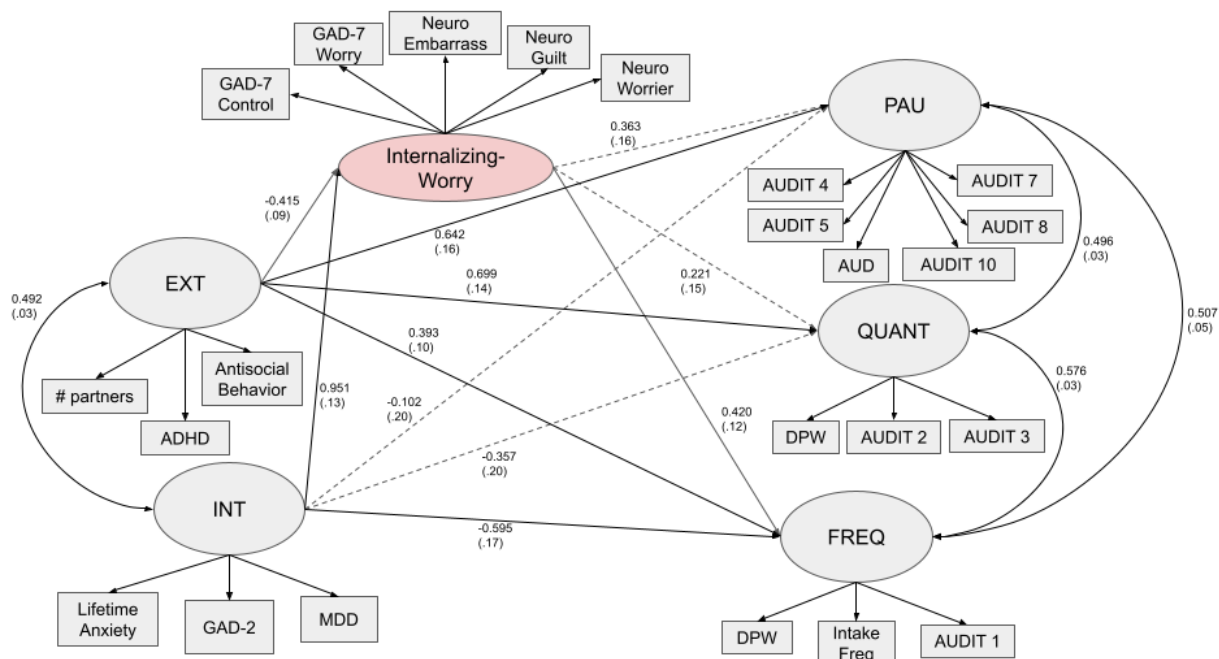 GAD-7
Control
GAD-7
Worry
Neuro
Embarrass
Neuro
Guilt
Neuro
Worrier
Internalizing-
Worry
PAU
0.363
(.16)
-0.415
(.09)
0.642
(.16)
AUDIT 4
AUDIT 7
AUDIT 5
AUDIT 8
AUD
AUDIT 10
0.496
(.03)
EXT
0.492
(.03)
0.699
(.14)
0.221
(.15)
QUANT
0.507
(.05)
0.393
(.10)
# partners
Antisocial
Behavior
ADHD
0.951
(.13)
-0.102
(.20)
0.576
(.03)
0.420
(.12)
DPW
AUDIT 2
AUDIT 3
-0.357
(.20)
INT
-0.595
(.17)
FREQ
Lifetime
Anxiety
GAD-2
MDD
DPW
Intake
Freq
AUDIT 1